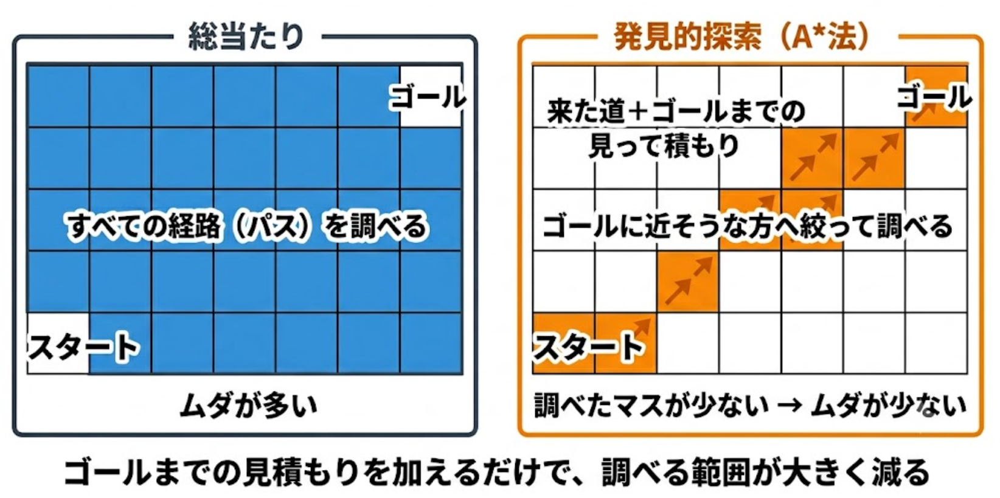 総当たり
ゴール
すべての経路（パス）を調べる
スタート
ムダが多い
発見的探索（A*法）
ゴール
来た道＋ゴールまでの
見って積もり
ゴールに近そうな方へ絞って調べる
スタート
調べたマスが少ない → ムダが少ない
ゴールまでの見積もりを加えるだけで、調べる範囲が大きく減る